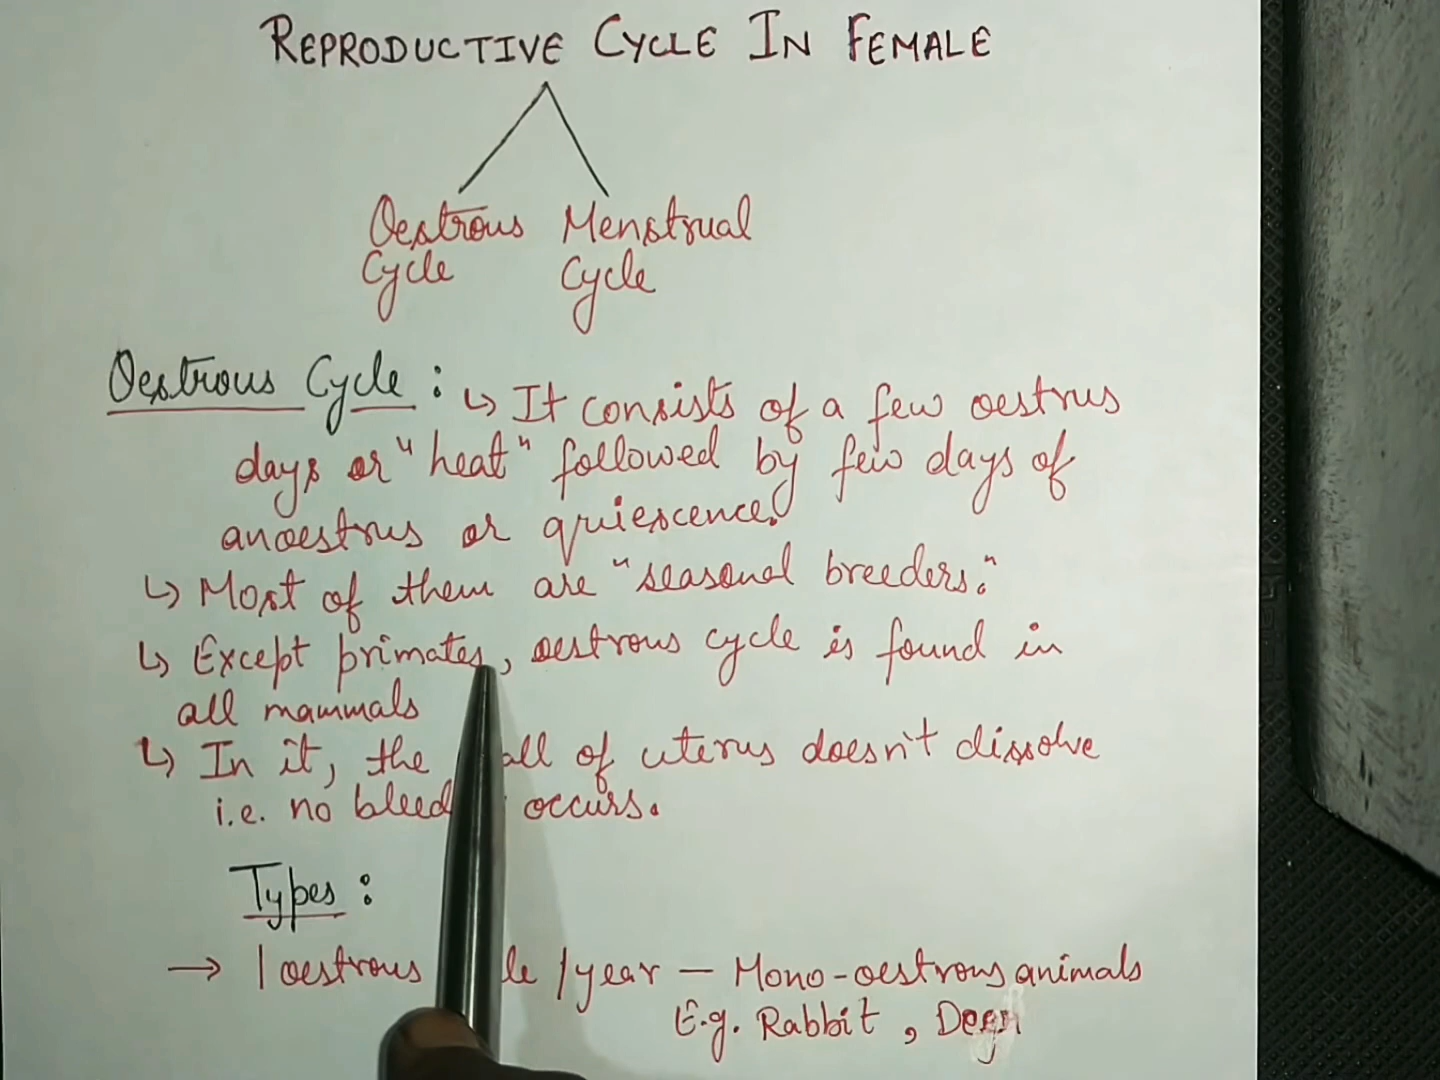 REPRODUCTIVE CYCLE IN FEMALE
Oestrous Menstrual
Cycle Cycle
Oestrous Cycle : ↳ It consists of a few oestrus
days or "heat" followed by few days of
anoestrus or quiescence.
↳ Most of them are "seasonal breeders."
↳ Except primates, oestrous cycle is found in
all mammals
↳ In it, the all of uterus doesn't dissolve
i.e. no bleed occurs.
Types :
→ 1 oestrous le /year — Mono-oestrous animals
E.g. Rabbit ,